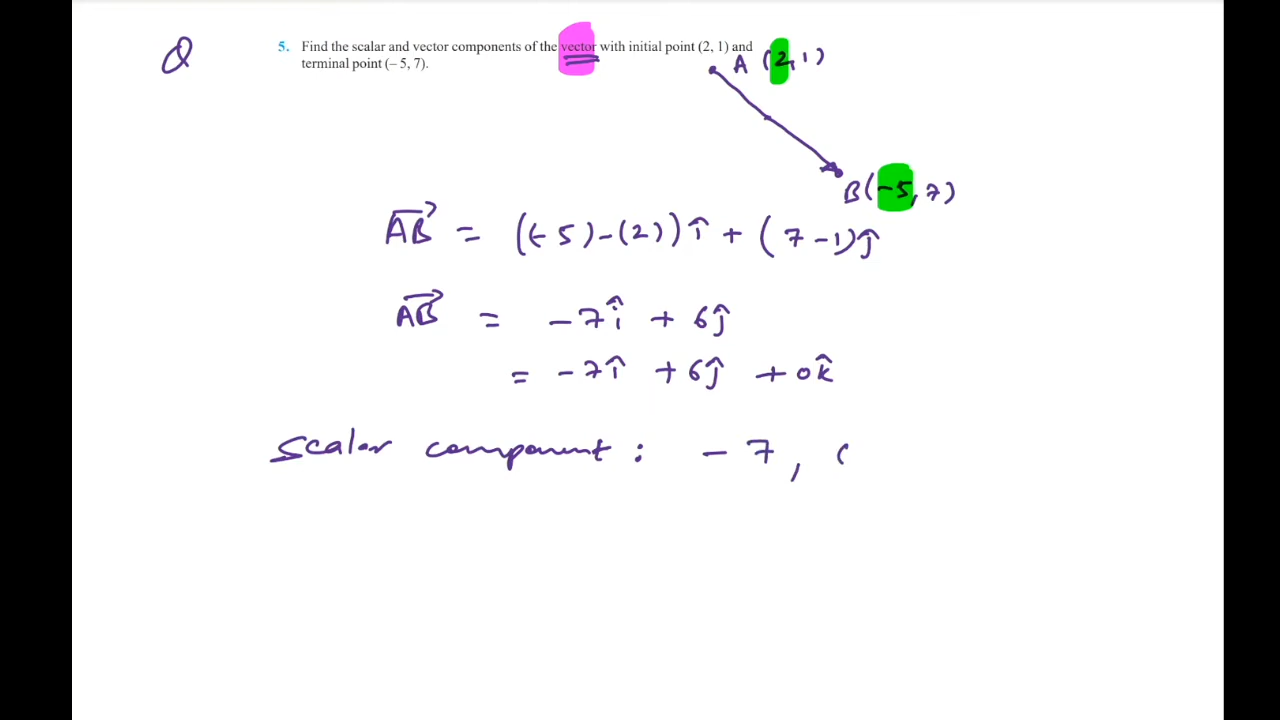 Q
5. Find the scalar and vector components of the vector with initial point (2, 1) and
terminal point (– 5, 7).
A (2, 1)
B(-5, 7)
AB⃗ = ((-5)-(2))î + (7-1)ĵ
AB⃗ = -7î + 6ĵ
= -7î + 6ĵ + 0k̂
scalar component : -7,